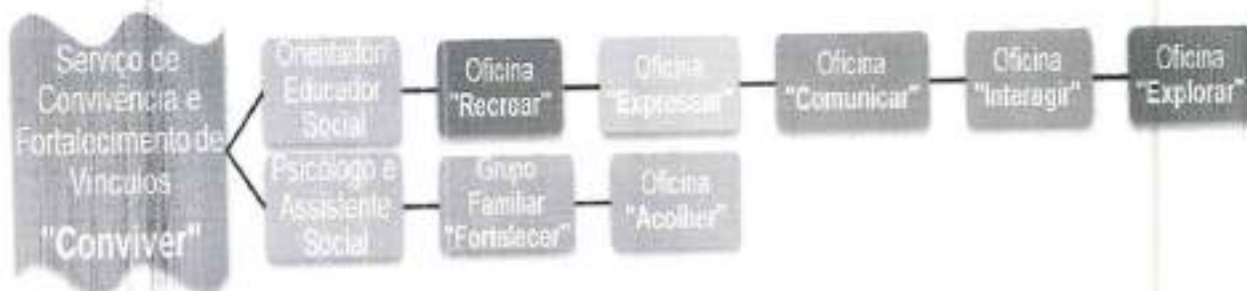 Serviço de
Convivência e
Fortalecimento de
Vínculos
"Conviver"
Orientador/
Educador
Social
Oficina
"Recrear"
Oficina
"Expressar"
Oficina
"Comunicar"
Oficina
"Interagir"
Oficina
"Explorar"
Psicólogo e
Assistente
Social
Grupo
Familiar
"Fortalecer"
Oficina
"Acolher"